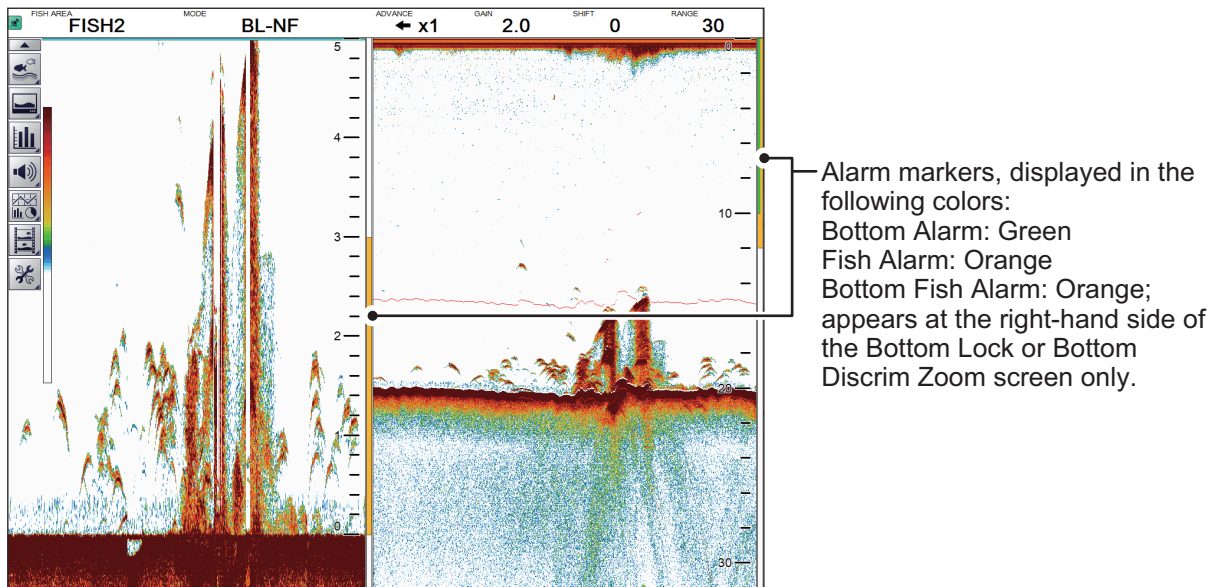 FISH AREA MODE ADVANCE GAIN SHIFT RANGE
FISH2 BL-NF x1 2.0 0 30
5
4
3
2
1
0
0
10
20
30
Alarm markers, displayed in the
following colors:
Bottom Alarm: Green
Fish Alarm: Orange
Bottom Fish Alarm: Orange;
appears at the right-hand side of
the Bottom Lock or Bottom
Discrim Zoom screen only.